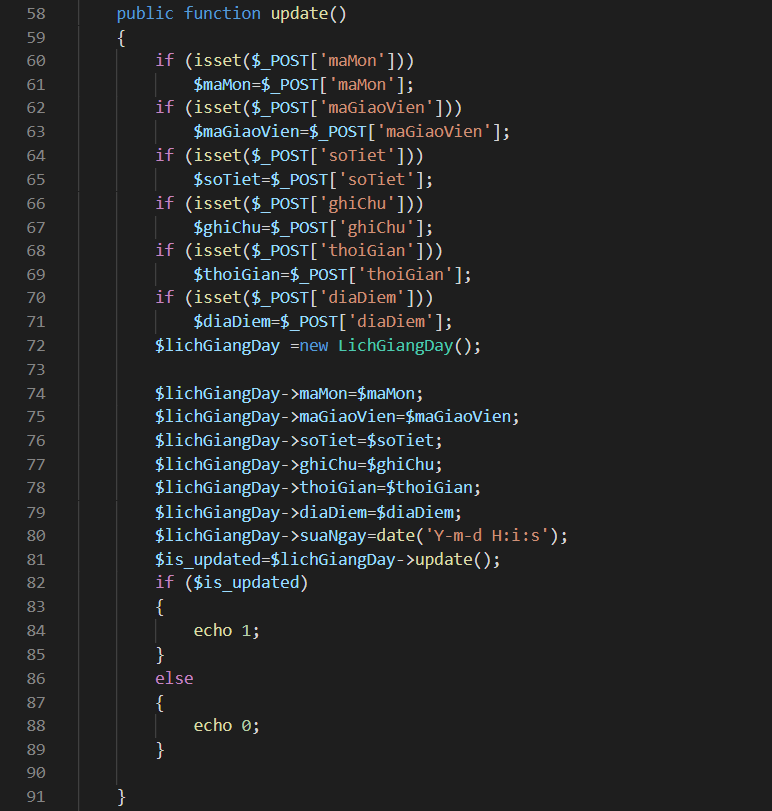 58 public function update()
59 {
60 if (isset($_POST['maMon']))
61 $maMon=$_POST['maMon'];
62 if (isset($_POST['maGiaoVien']))
63 $maGiaoVien=$_POST['maGiaoVien'];
64 if (isset($_POST['soTiet']))
65 $soTiet=$_POST['soTiet'];
66 if (isset($_POST['ghiChu']))
67 $ghiChu=$_POST['ghiChu'];
68 if (isset($_POST['thoiGian']))
69 $thoiGian=$_POST['thoiGian'];
70 if (isset($_POST['diaDiem']))
71 $diaDiem=$_POST['diaDiem'];
72 $lichGiangDay =new LichGiangDay();
73
74 $lichGiangDay->maMon=$maMon;
75 $lichGiangDay->maGiaoVien=$maGiaoVien;
76 $lichGiangDay->soTiet=$soTiet;
77 $lichGiangDay->ghiChu=$ghiChu;
78 $lichGiangDay->thoiGian=$thoiGian;
79 $lichGiangDay->diaDiem=$diaDiem;
80 $lichGiangDay->suaNgay=date('Y-m-d H:i:s');
81 $is_updated=$lichGiangDay->update();
82 if ($is_updated)
83 {
84 echo 1;
85 }
86 else
87 {
88 echo 0;
89 }
90
91 }